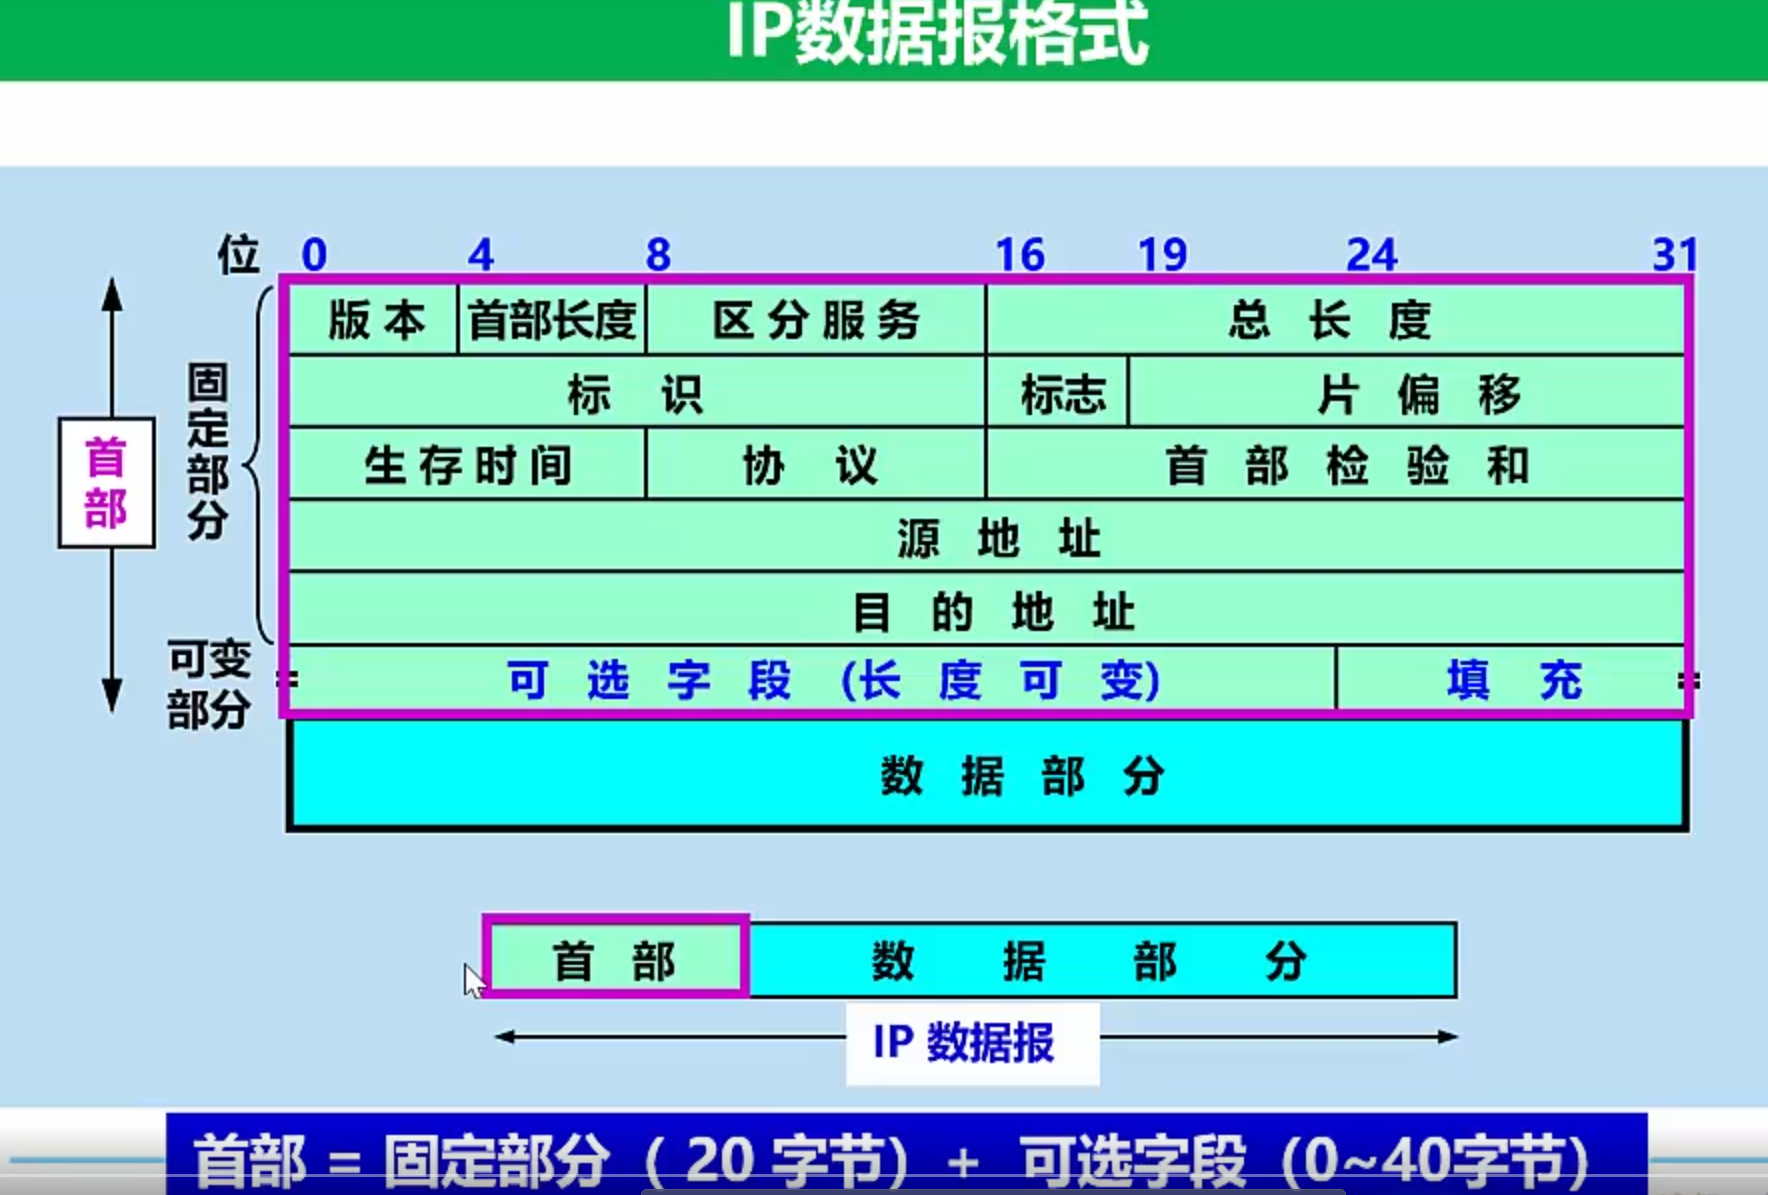 IP数据报格式
位 0 4 8 16 19 24 31
版本 首部长度 区分服务 总长度
标识 标志 片偏移
生存时间 协议 首部检验和
源地址
目的地址
可选字段 (长度可变) 填充
数据部分
首部
固定部分
可变部分
首部 数据部分
IP 数据报
首部 = 固定部分 ( 20 字节) + 可选字段 (0~40字节)